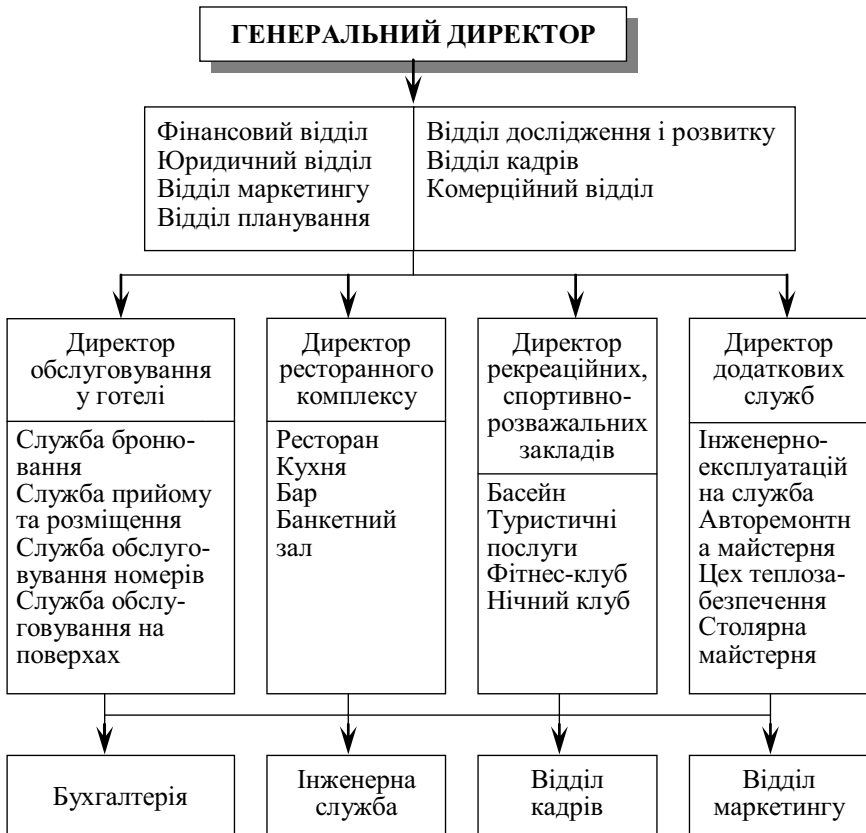 ГЕНЕРАЛЬНИЙ ДИРЕКТОР
Фінансовий відділ
Юридичний відділ
Відділ маркетингу
Відділ планування
Відділ дослідження і розвитку
Відділ кадрів
Комерційний відділ
Директор
обслуговування
у готелі
Служба броню-
вання
Служба прийому
та розміщення
Служба обслуго-
вування номерів
Служба обслу-
говування на
поверхах
Директор
ресторанного
комплексу
Ресторан
Кухня
Бар
Банкетний
зал
Директор
рекреаційних,
спортивно-
розважальних
закладів
Басейн
Туристичні
послуги
Фітнес-клуб
Нічний клуб
Директор
додаткових
служб
Інженерно-
експлуатацій
на служба
Авторемонтн
а майстерня
Цех теплоза-
безпечення
Столярна
майстерня
Бухгалтерія
Інженерна
служба
Відділ
кадрів
Відділ
маркетингу